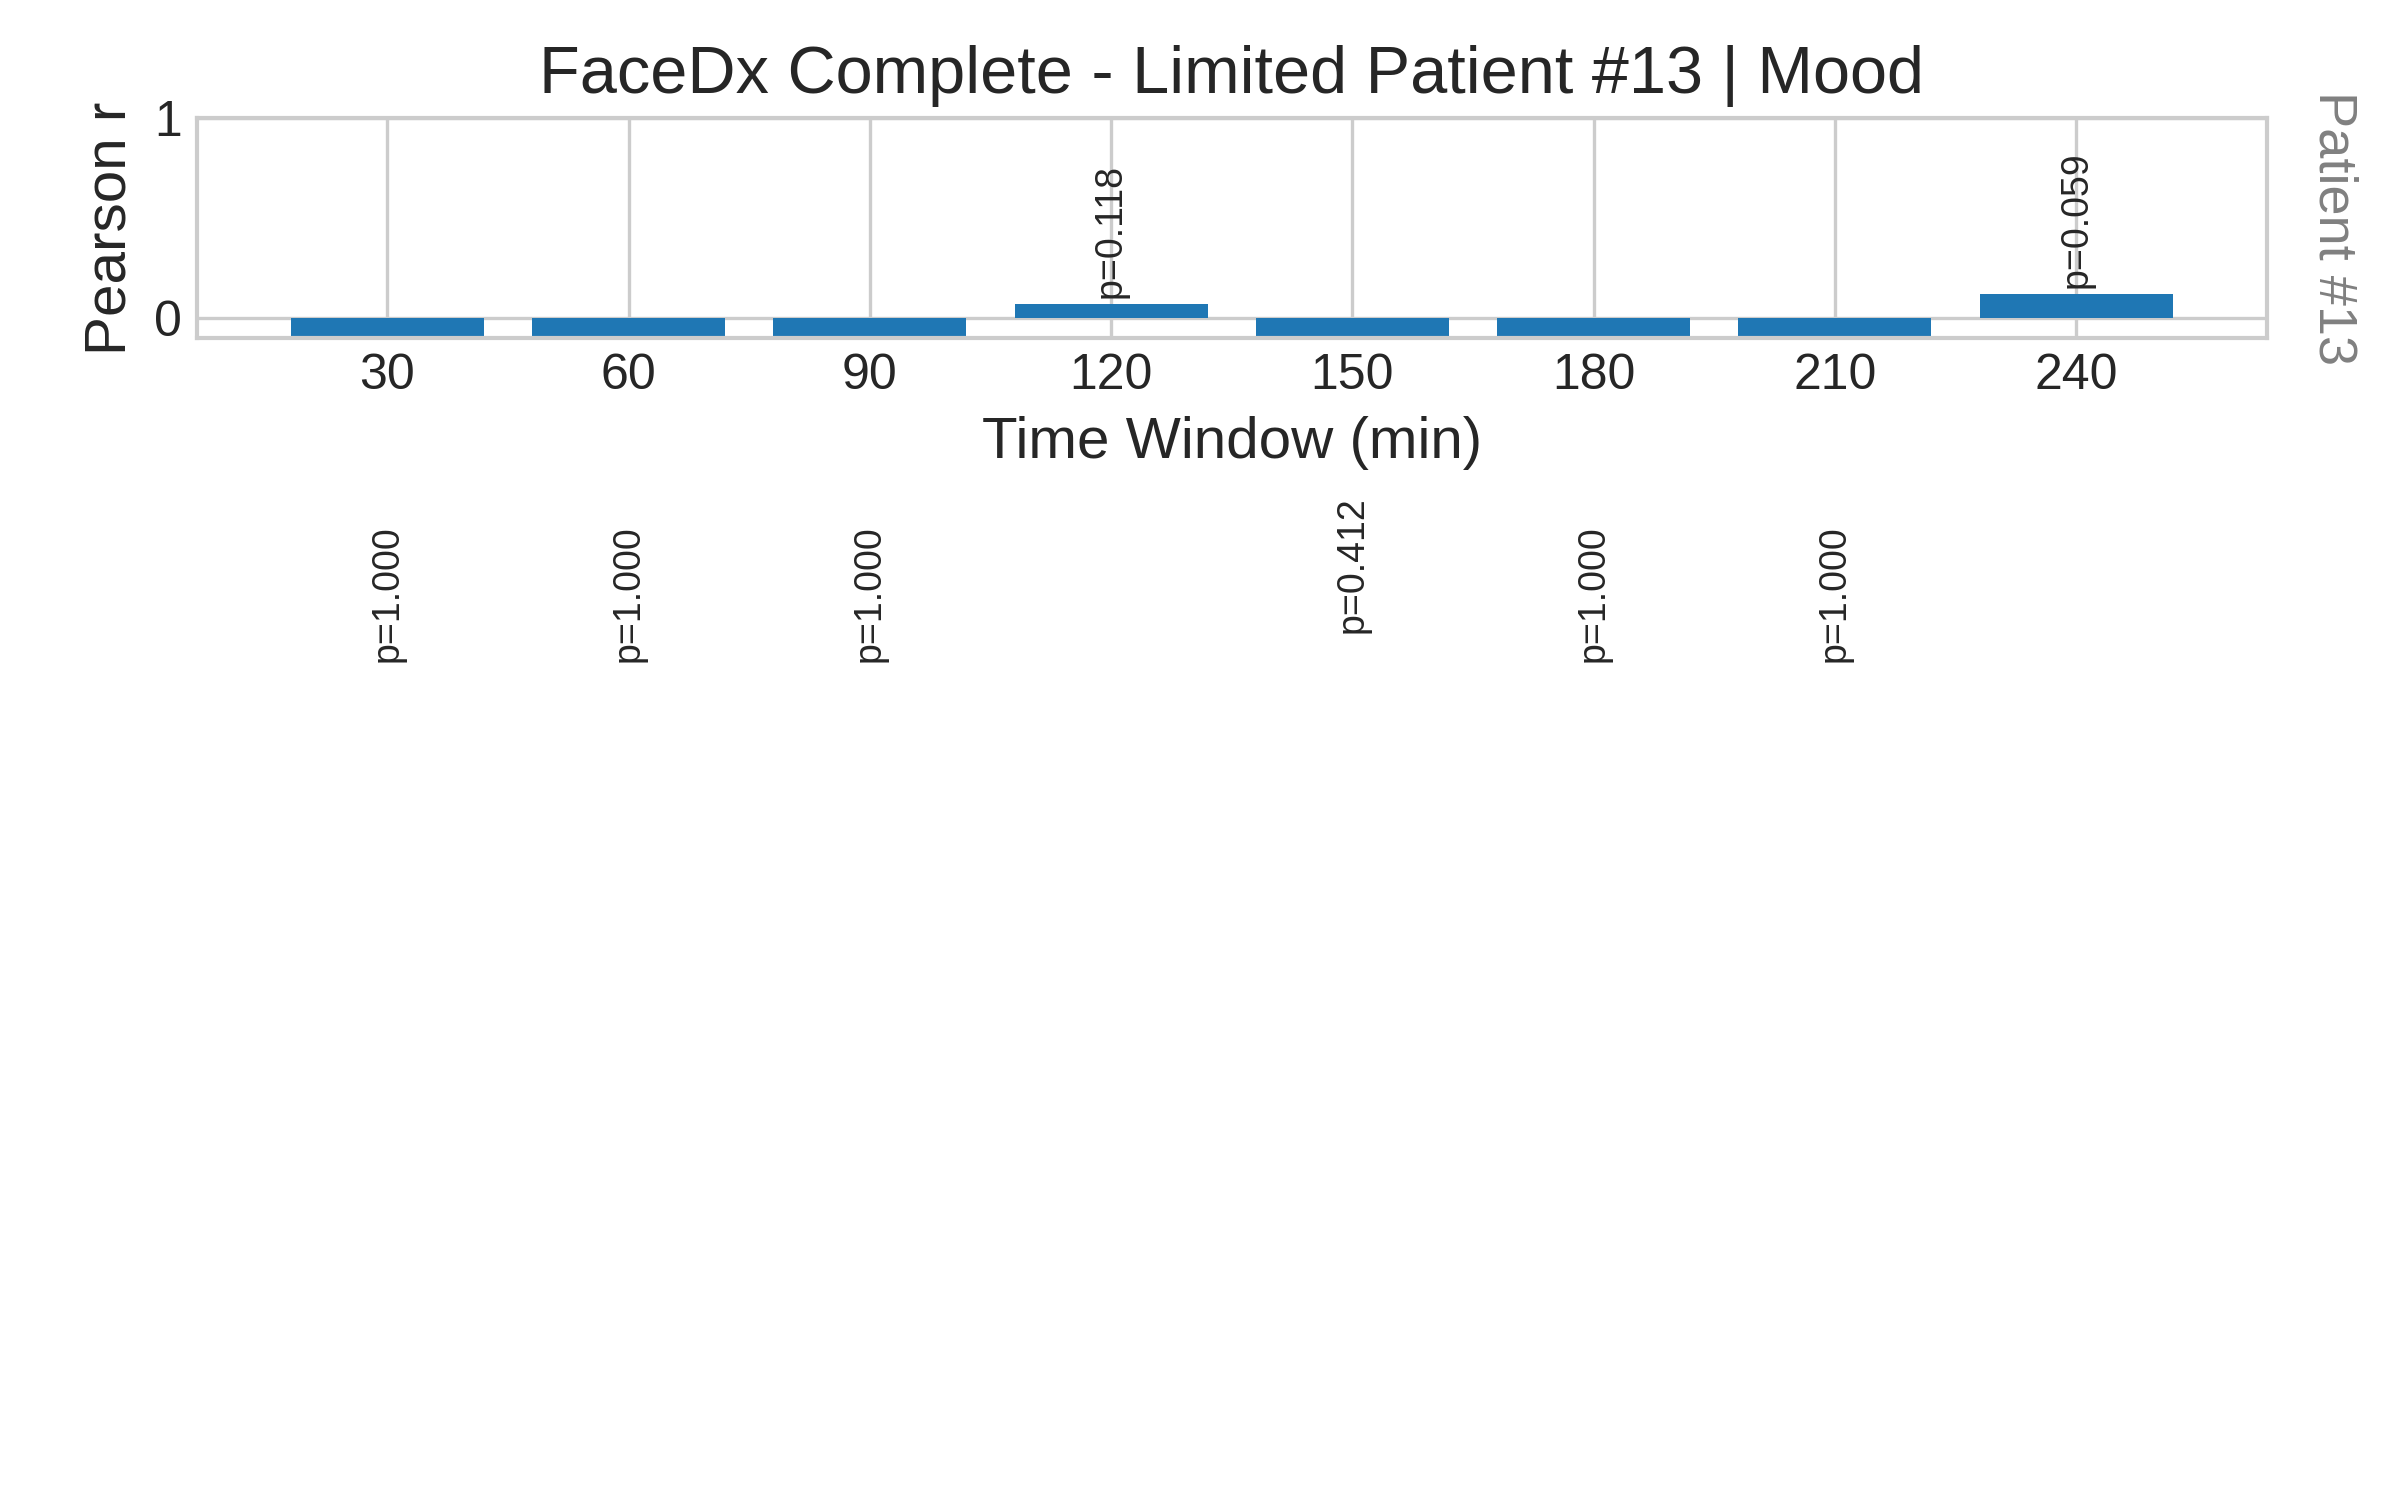 FaceDx Complete - Limited Patient #13 | Mood
Pearson r
1
0
p=0.118
p=0.059
Patient #13
30 60 90 120 150 180 210 240
Time Window (min)
p=1.000 p=1.000 p=1.000 p=0.412 p=1.000 p=1.000